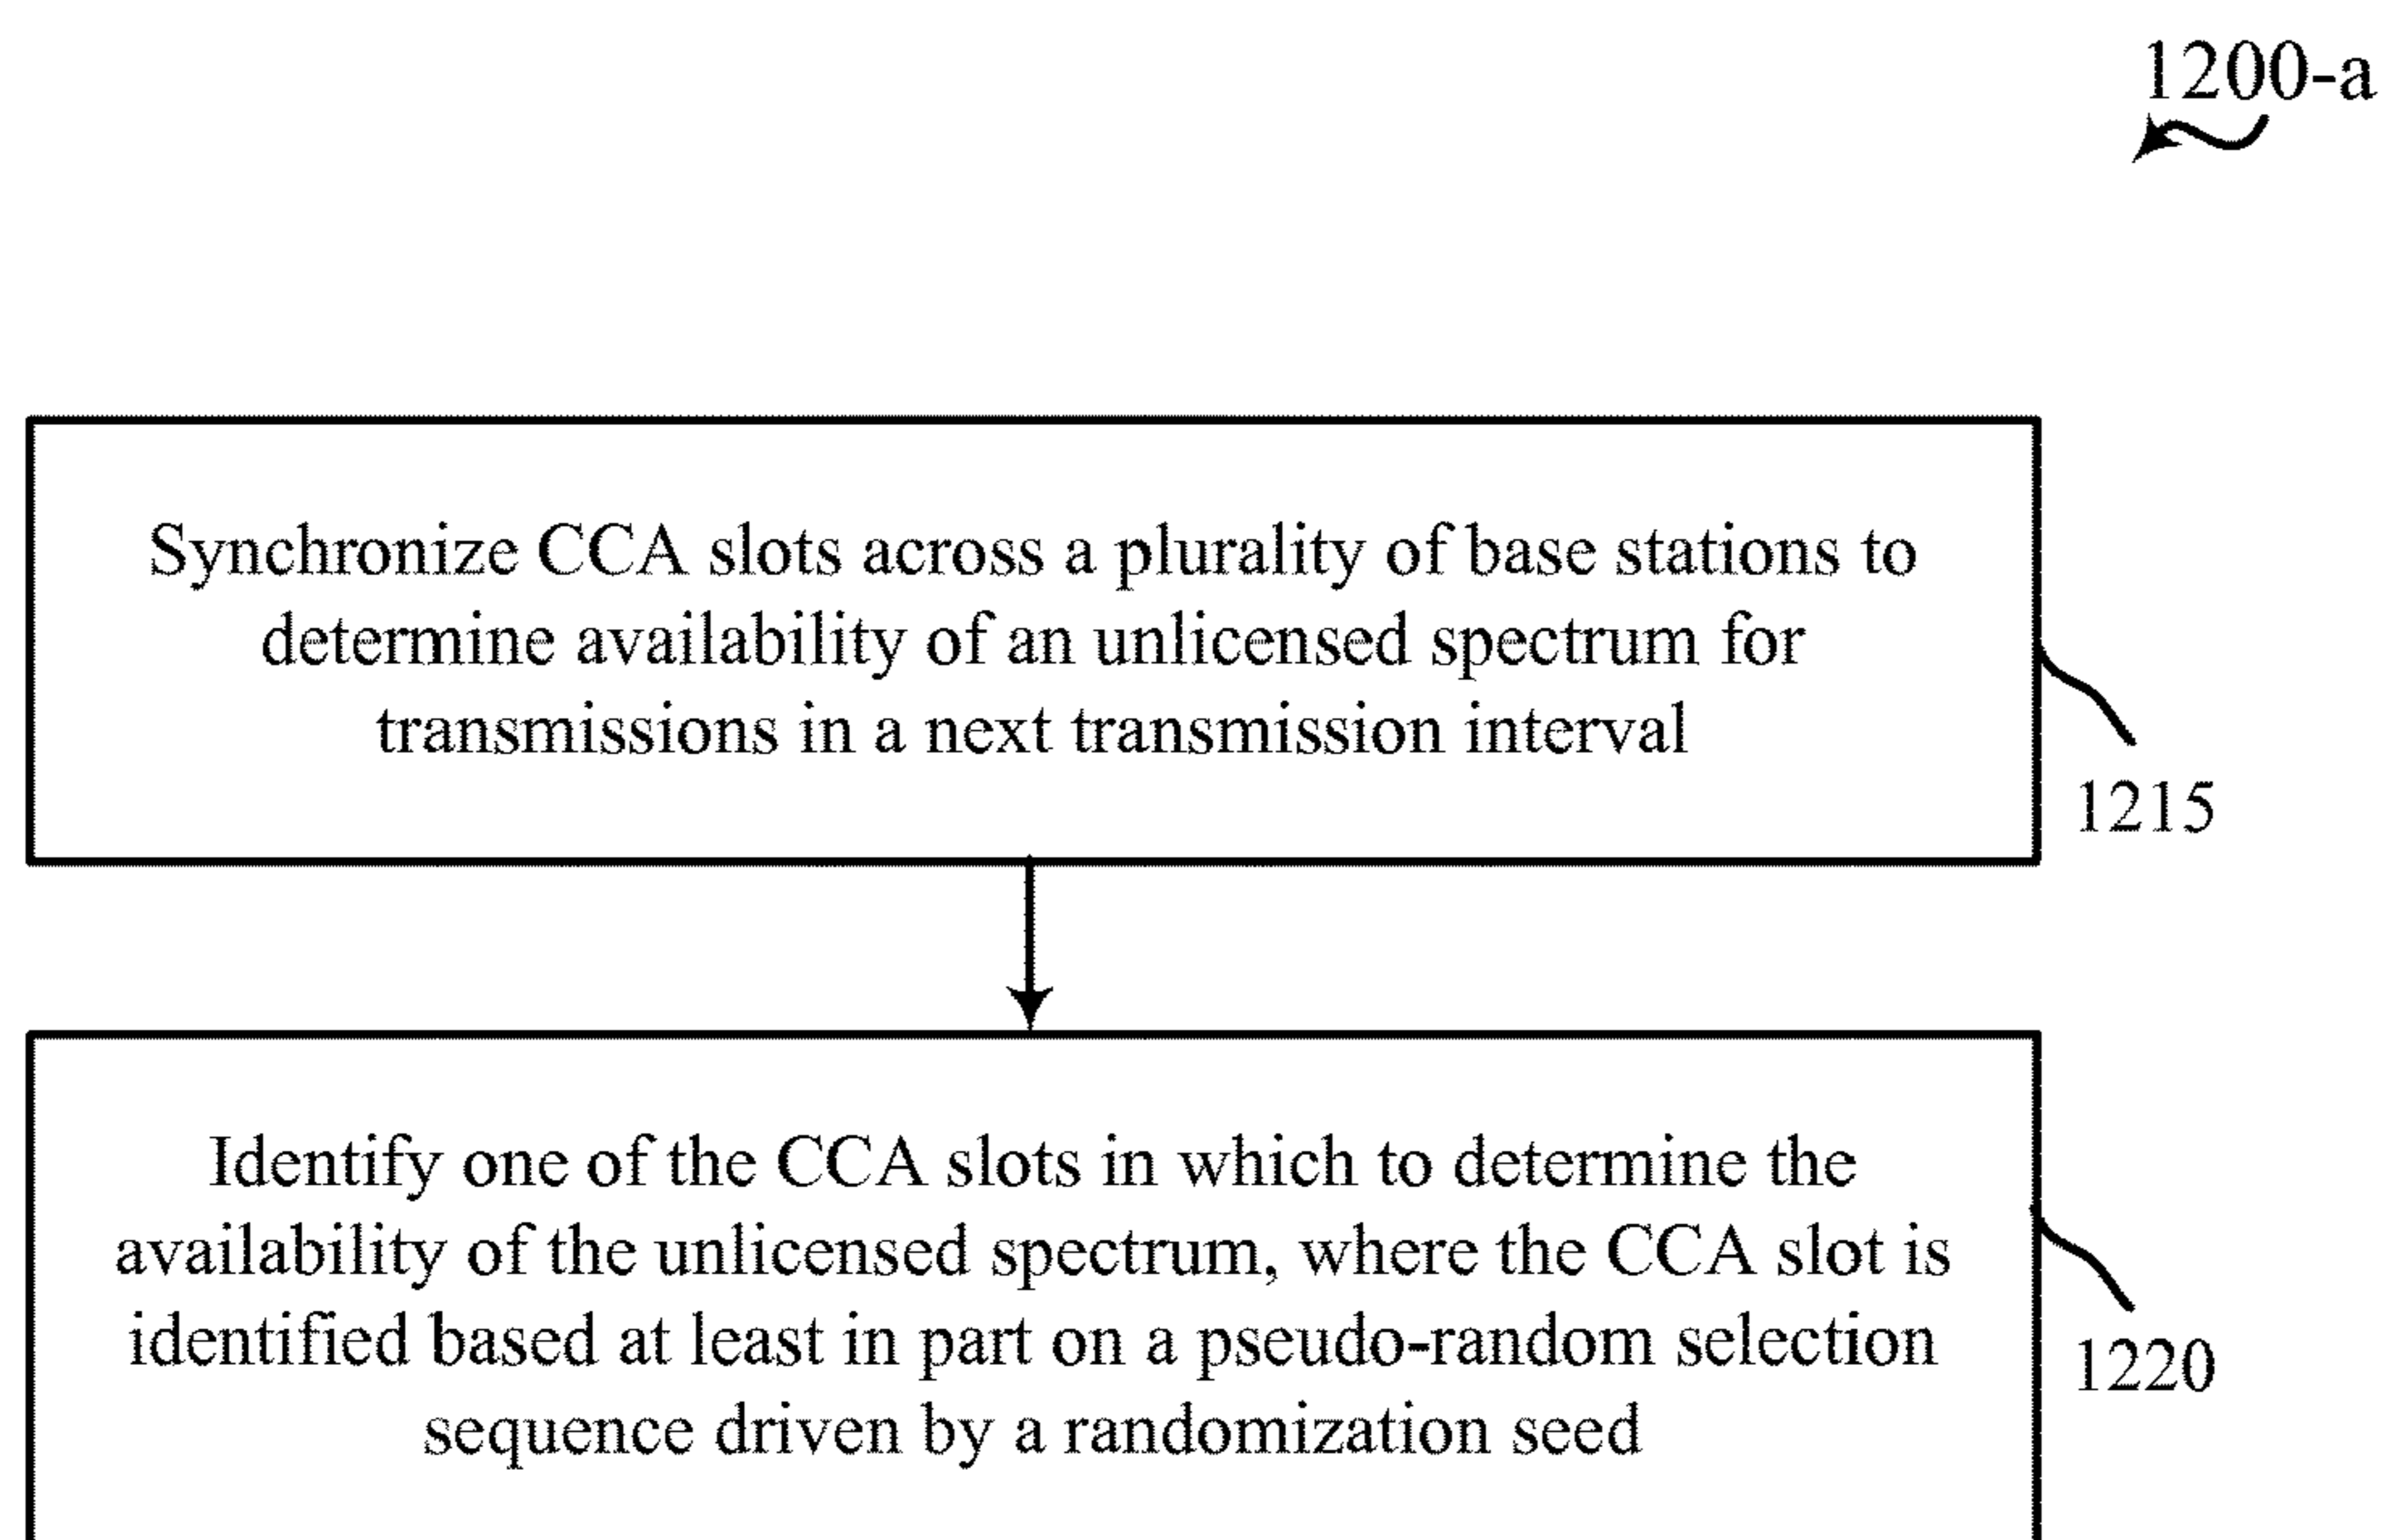 1200-a
Synchronize CCA slots across a plurality of base stations to
determine availability of an unlicensed spectrum for
transmissions in a next transmission interval
1215
Identify one of the CCA slots in which to determine the
availability of the unlicensed spectrum, where the CCA slot is
identified based at least in part on a pseudo-random selection
sequence driven by a randomization seed
1220